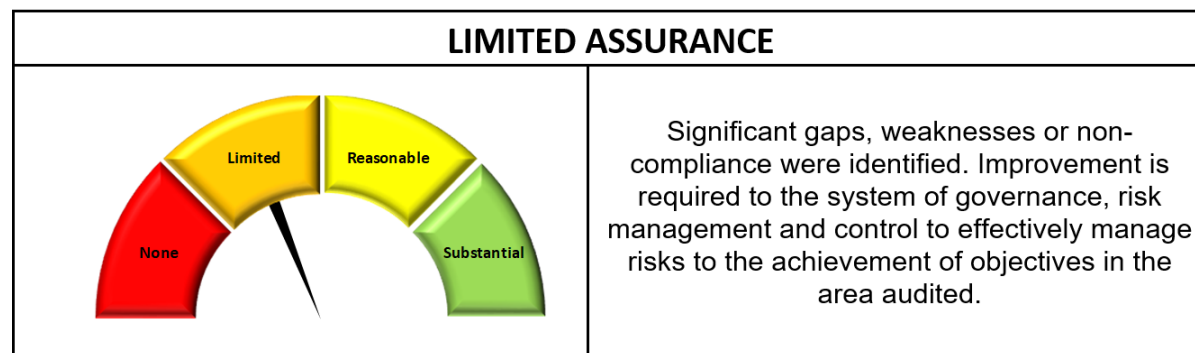 LIMITED ASSURANCE
Limited
Reasonable
None
Substantial
Significant gaps, weaknesses or non-
compliance were identified. Improvement is
required to the system of governance, risk
management and control to effectively manage
risks to the achievement of objectives in the
area audited.